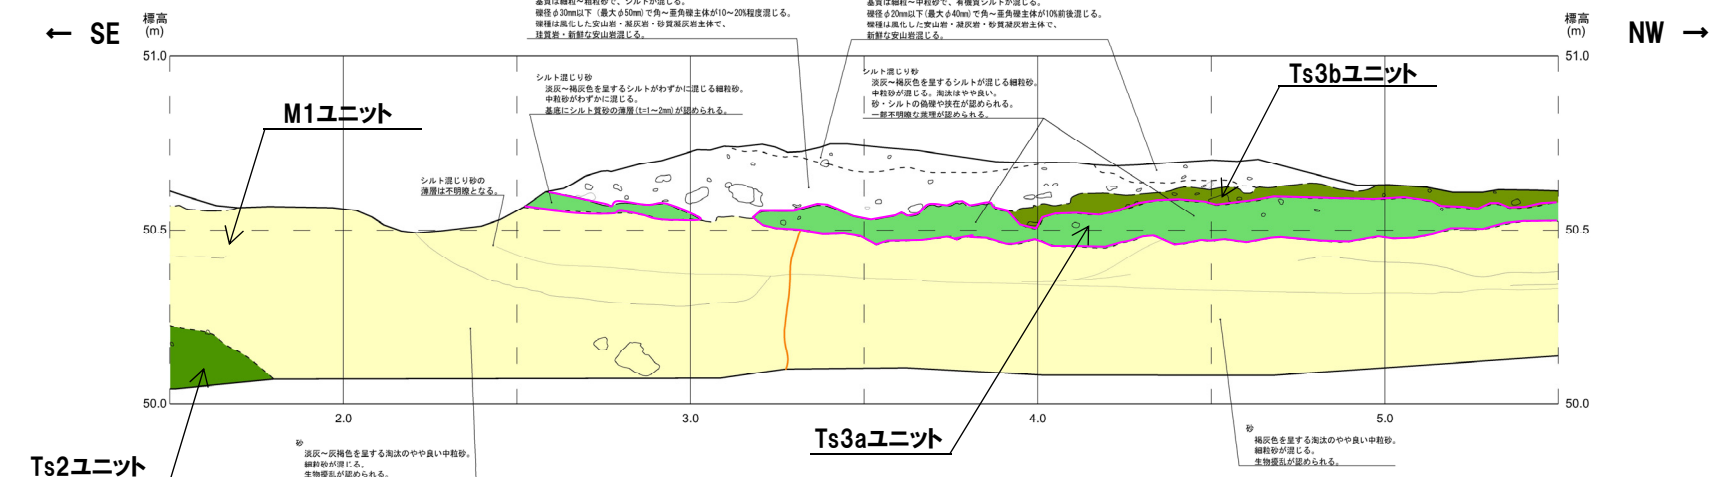 ← SE
標高
(m)
基質は細粒~粗粒砂で、シルトが混じる。
礫径φ30mm以下（最大φ50mm）で角~亜角礫主体が10~20%程度混じる。
礫種は風化した安山岩・凝灰岩・砂質凝灰岩主体で、
珪質岩・新鮮な安山岩混じる。
基質は細粒~中粒砂で、有機質シルトが混じる。
礫径φ20mm以下（最大φ40mm）で角~亜角礫主体が10%前後混じる。
礫種は風化した安山岩・凝灰岩・砂質凝灰岩主体で、
新鮮な安山岩混じる。
標高
(m)
NW →
51.0
51.0
シルト混じり砂
淡灰~褐灰色を呈するシルトがわずかに混じる細粒砂。
中粒砂がわずかに混じる。
基底にシルト質砂の薄層(t=1~2mm)が認められる。
シルト混じり砂
淡灰~褐灰色を呈するシルトが混じる細粒砂。
中粒砂が混じる。淘汰はやや良い。
砂・シルトの偽礫や挟在が認められる。
一部不明瞭な葉理が認められる。
Ts3bユニット
M1ユニット
シルト混じり砂の
薄層は不明瞭となる。
50.5
50.5
50.0
50.0
2.0
3.0
4.0
5.0
Ts2ユニット
砂
淡灰~灰褐色を呈する淘汰のやや良い中粒砂。
細粒砂が混じる。
生物擾乱が認められる。
Ts3aユニット
砂
褐灰色を呈する淘汰のやや良い中粒砂。
細粒砂が混じる。
生物擾乱が認められる。